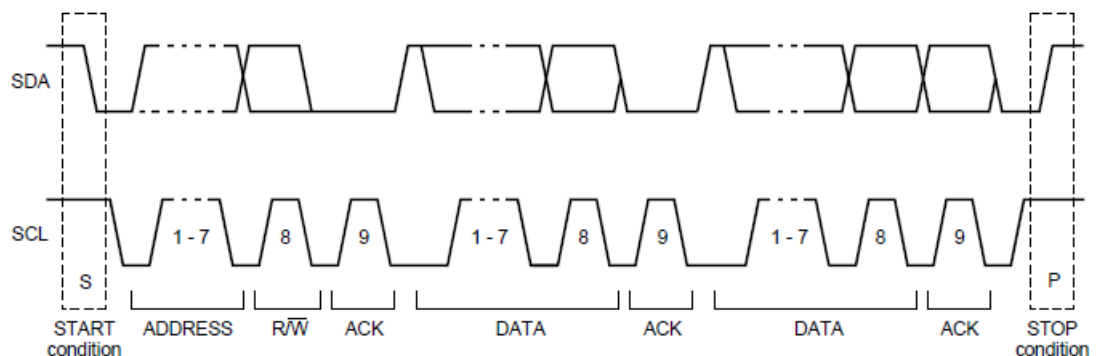 SDA
SCL
1 - 7 8 9 1 - 7 8 9 1 - 7 8 9
S P
START ADDRESS R/W̅ ACK DATA ACK DATA ACK STOP
condition condition